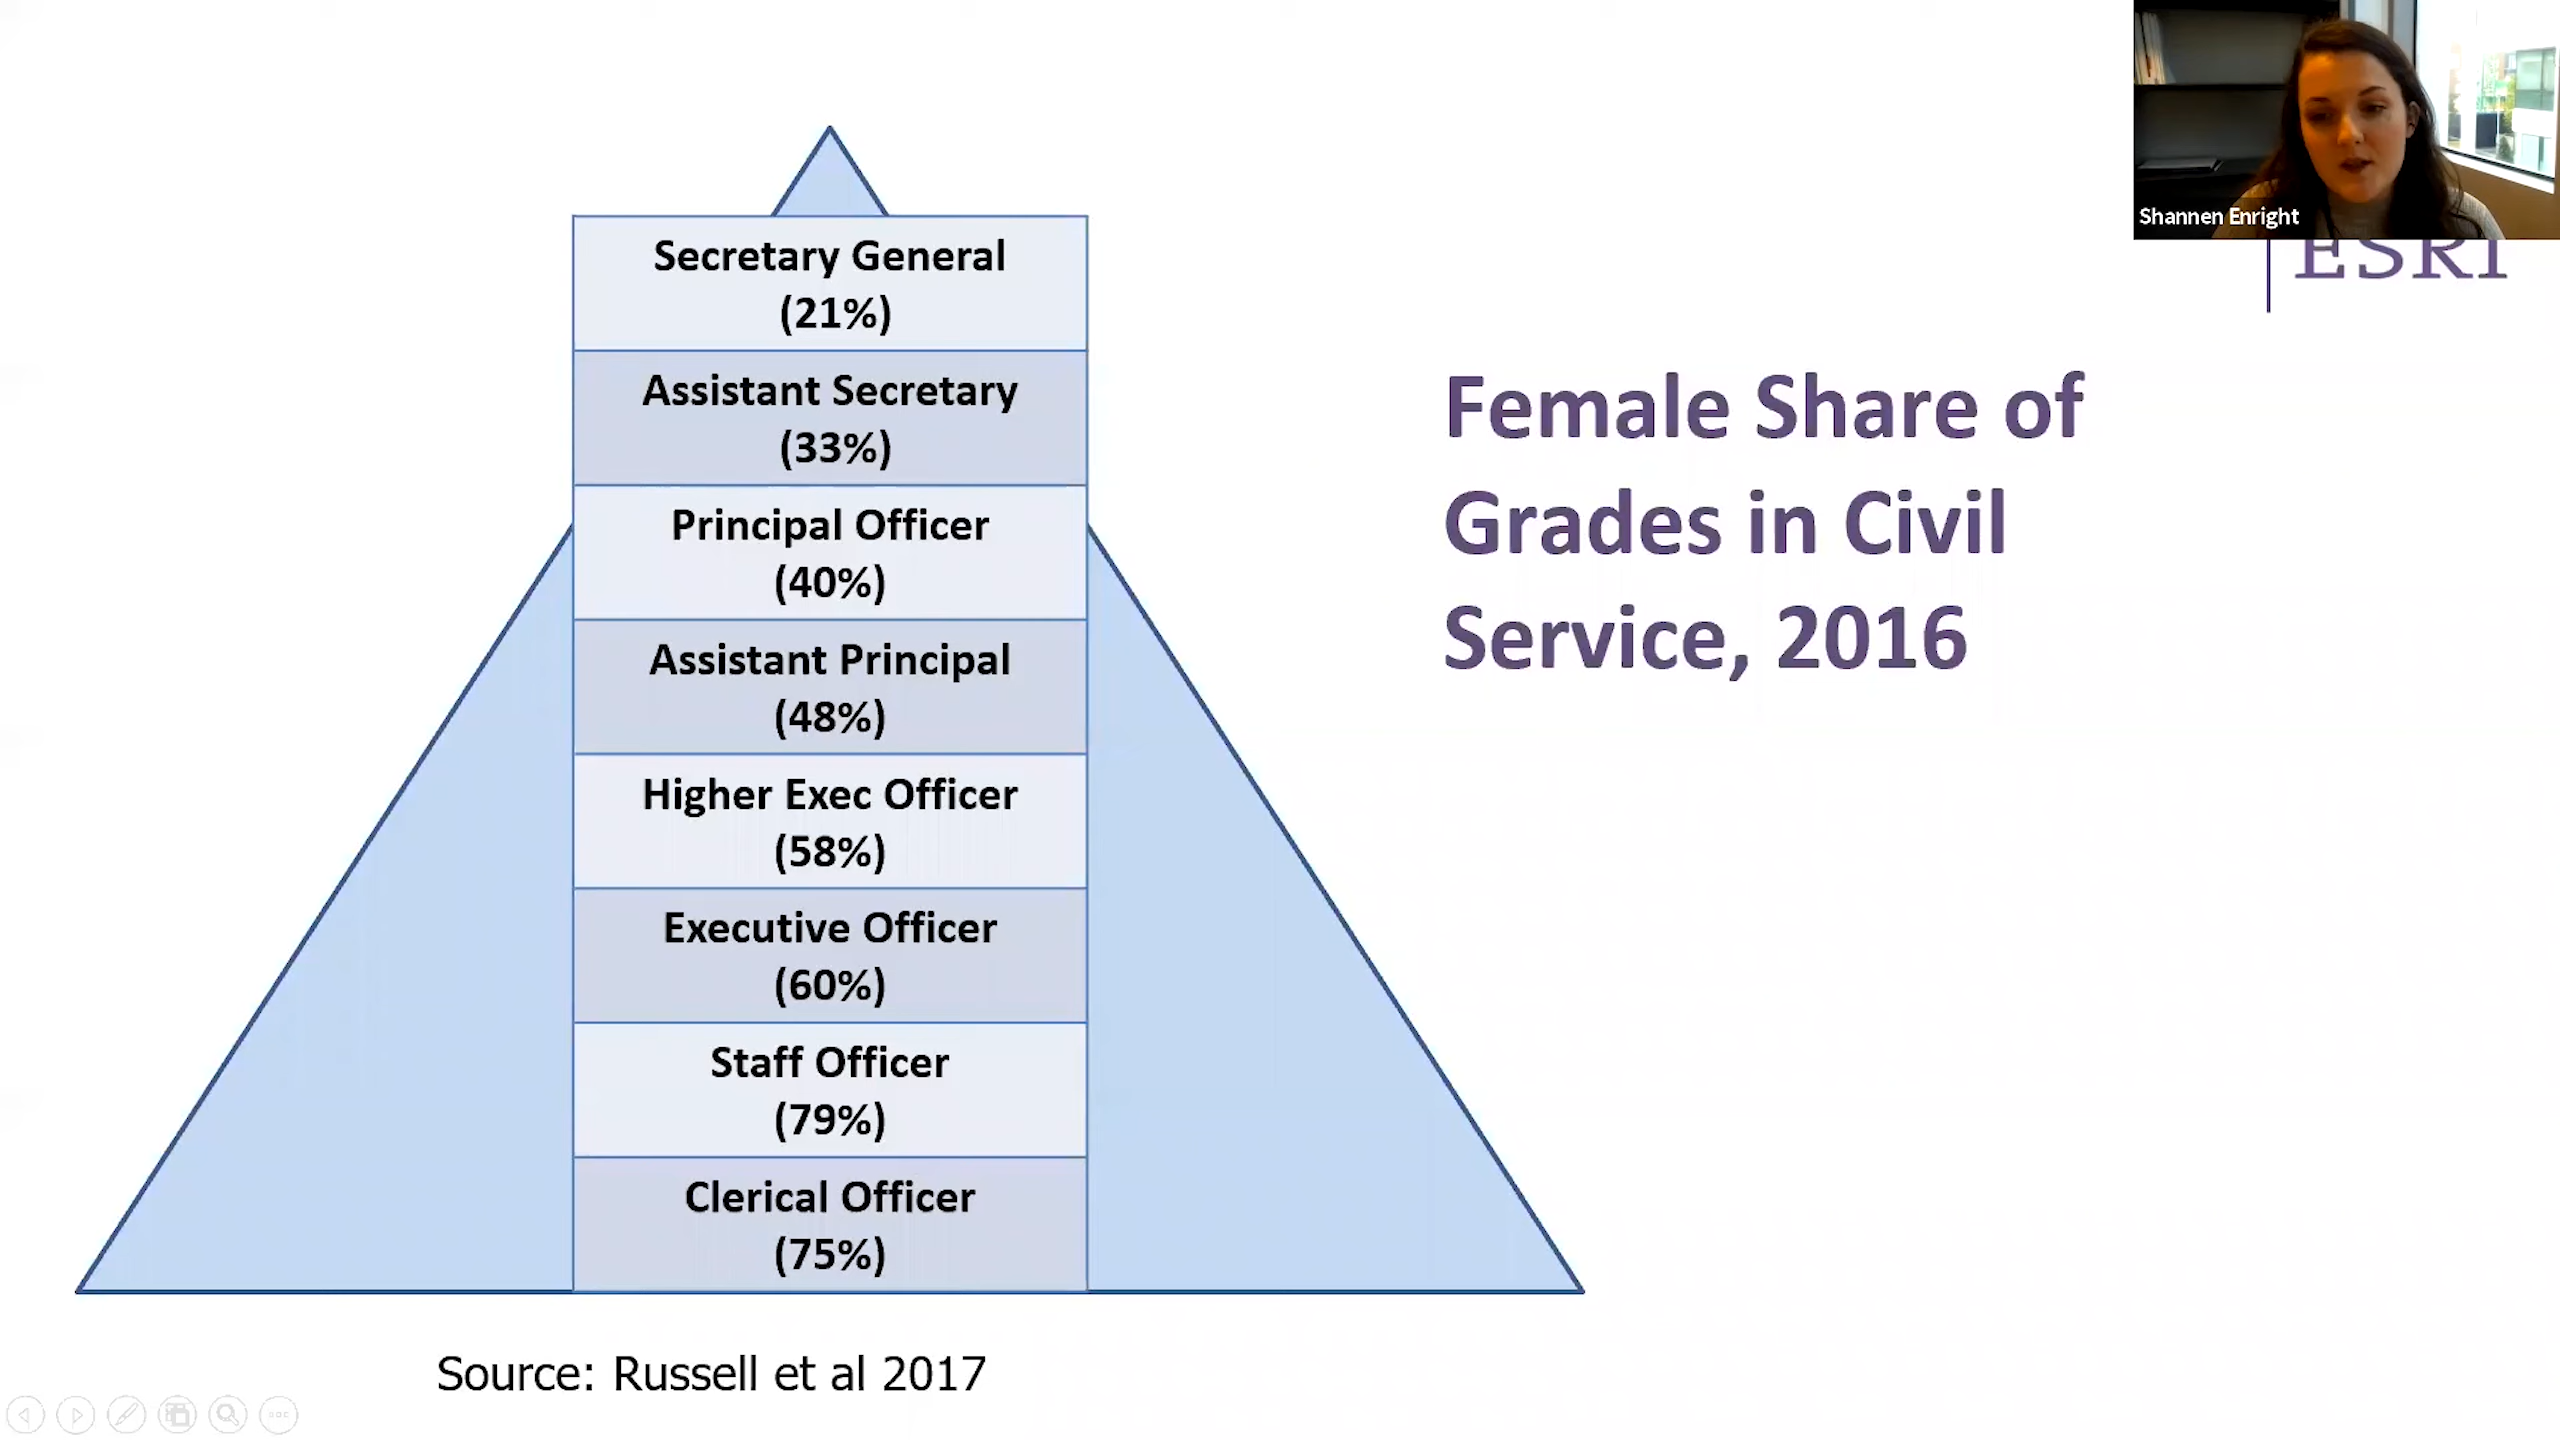 Secretary General
(21%)
Assistant Secretary
(33%)
Principal Officer
(40%)
Assistant Principal
(48%)
Higher Exec Officer
(58%)
Executive Officer
(60%)
Staff Officer
(79%)
Clerical Officer
(75%)
Source: Russell et al 2017
Shannen Enright
ESRI
Female Share of
Grades in Civil
Service, 2016